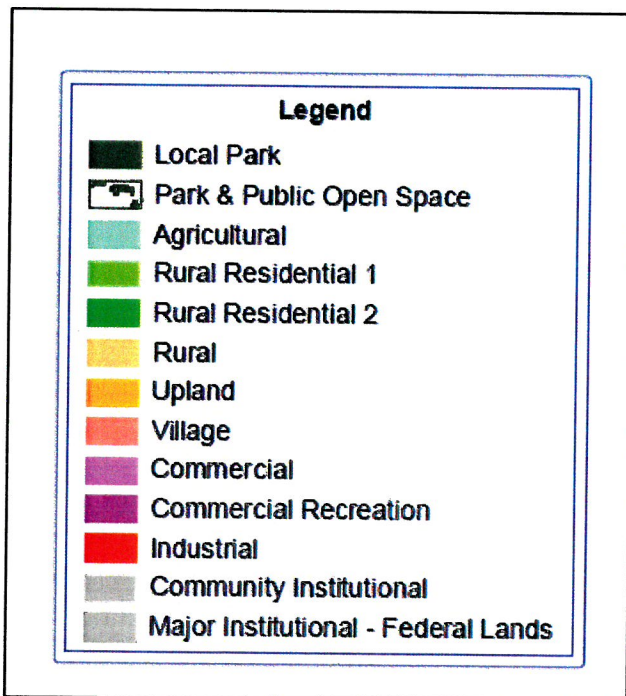 Legend
Local Park
Park & Public Open Space
Agricultural
Rural Residential 1
Rural Residential 2
Rural
Upland
Village
Commercial
Commercial Recreation
Industrial
Community Institutional
Major Institutional - Federal Lands